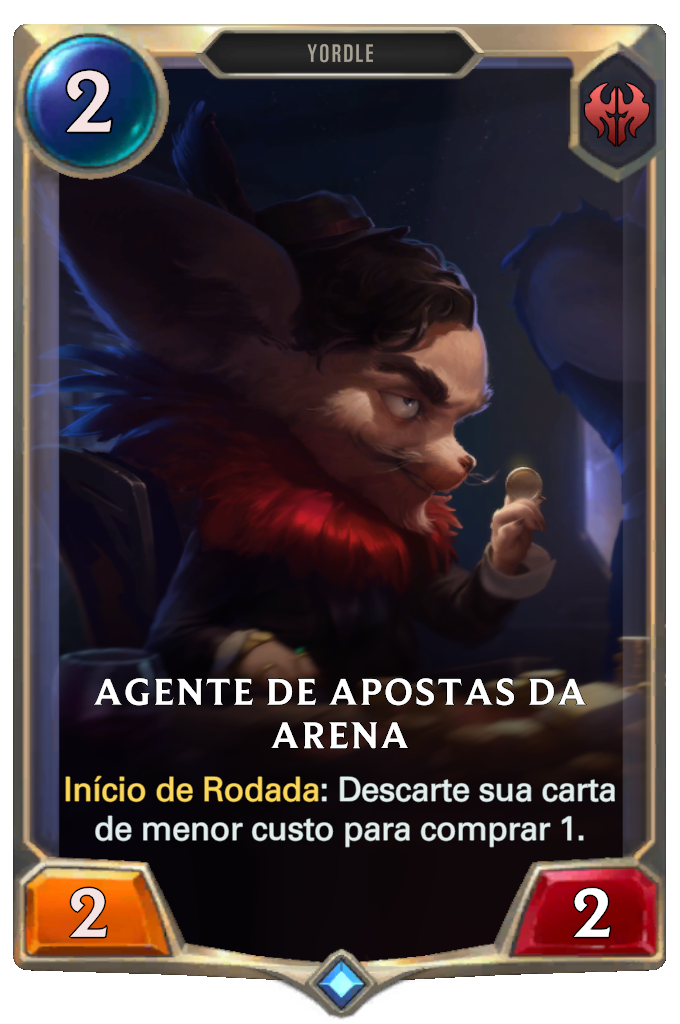 YORDLE
2
AGENTE DE APOSTAS DA
ARENA
Início de Rodada: Descarte sua carta
de menor custo para comprar 1.
2
2